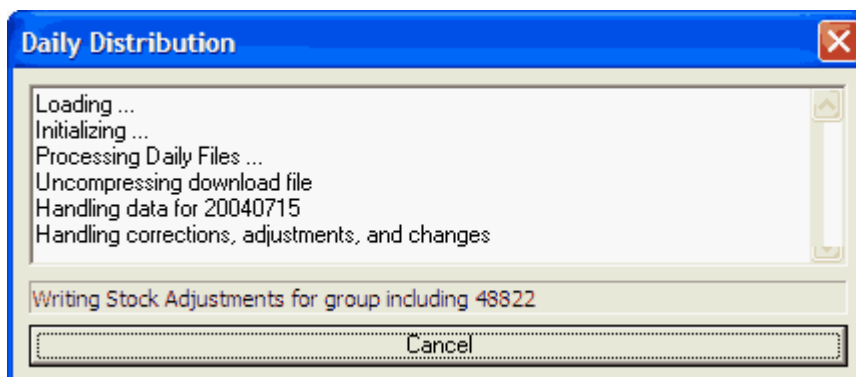 Daily Distribution
Loading ...
Initializing ...
Processing Daily Files ...
Uncompressing download file
Handling data for 20040715
Handling corrections, adjustments, and changes
Writing Stock Adjustments for group including 48822
Cancel